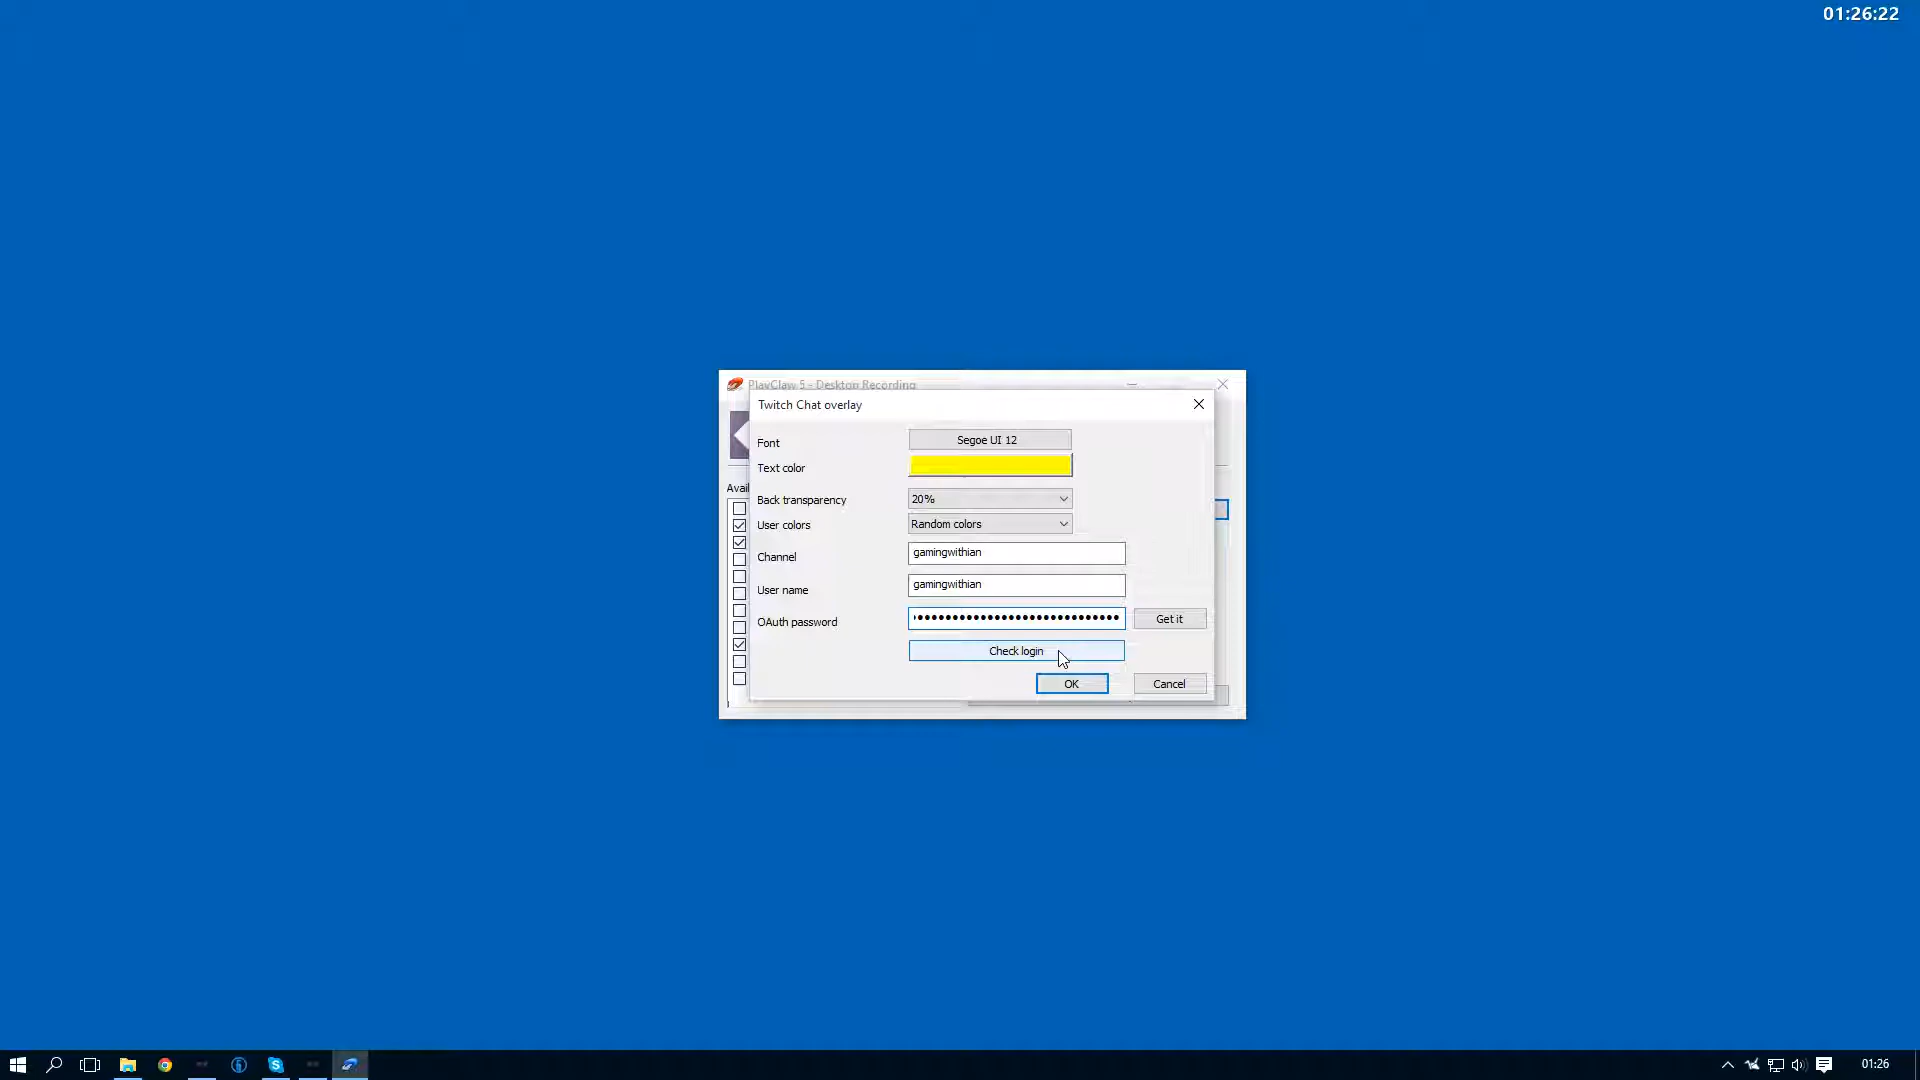 01:26:22
PlayClaw 5 - Desktop Recording
Twitch Chat overlay
Font
Segoe UI 12
Text color
Avail
Back transparency
20%
User colors
Random colors
Channel
gamingwithian
User name
gamingwithian
OAuth password
••••••••••••••••••••••••••••••
Get it
Check login
OK
Cancel
01:26